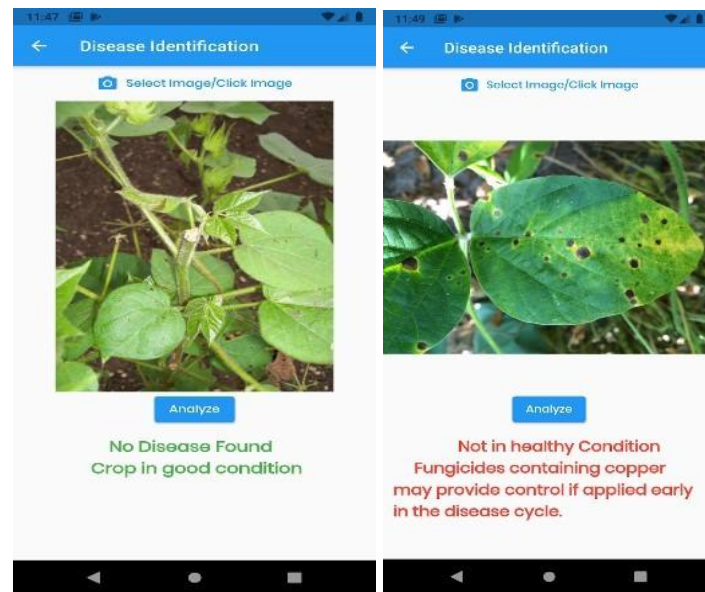 11:47
Disease Identification
Select Image/Click Image
Analyze
No Disease Found
Crop in good condition
11:49
Disease Identification
Select Image/Click Image
Analyze
Not in healthy Condition
Fungicides containing copper
may provide control if applied early
in the disease cycle.